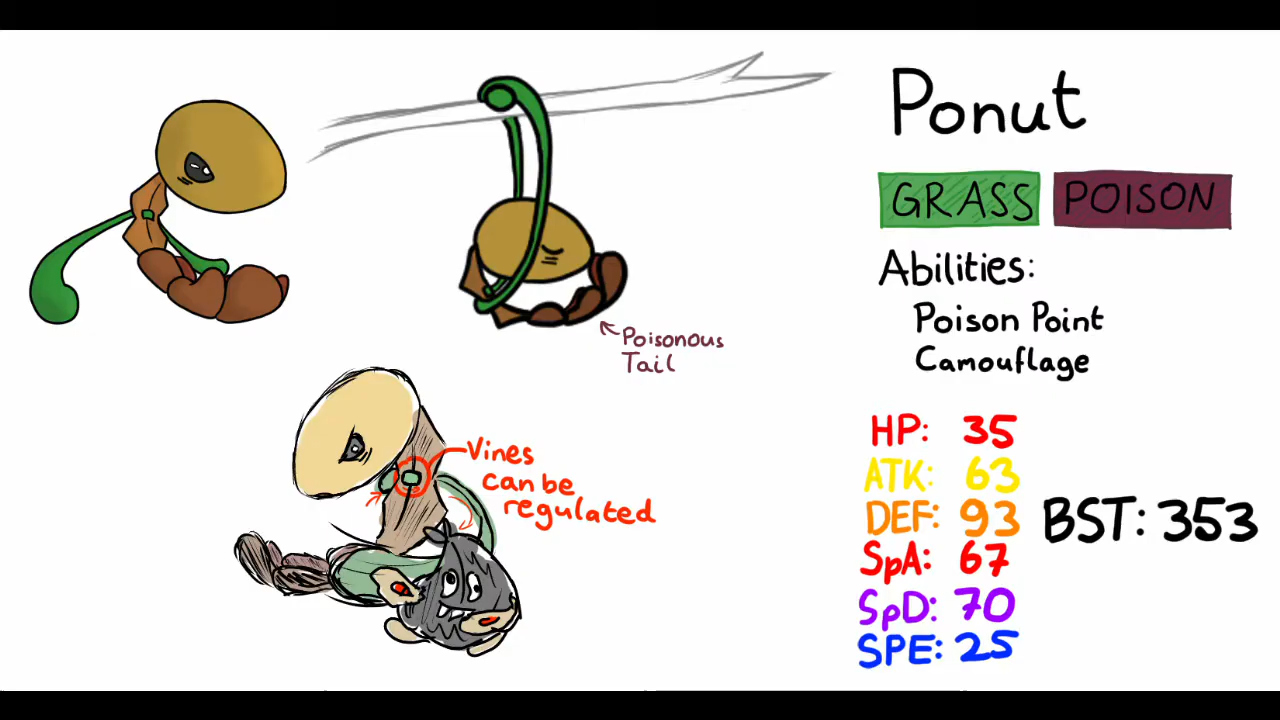 Ponut
GRASS POISON
Abilities:
Poison Point
Camouflage
Poisonous
Tail
Vines
can be
regulated
HP: 35
ATK: 63
DEF: 93
SpA: 67
SpD: 70
SPE: 25
BST: 353